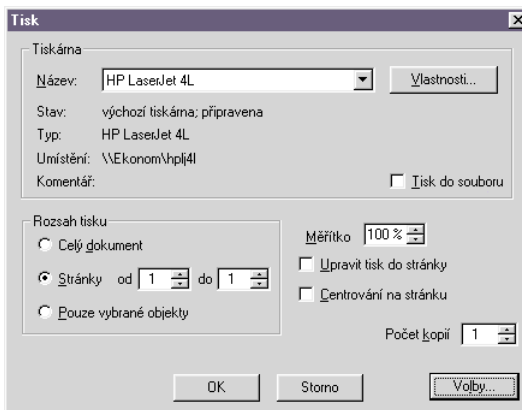 Tisk
Tiskárna
Název: HP LaserJet 4L Vlastnosti...
Stav: výchozí tiskárna; připravena
Typ: HP LaserJet 4L
Umístění: \\Ekonom\hplj4l
Komentář: Tisk do souboru
Rozsah tisku
Celý dokument
Stránky od 1 do 1
Pouze vybrané objekty
Měřítko 100 %
Upravit tisk do stránky
Centrování na stránku
Počet kopií 1
OK Storno Volby...